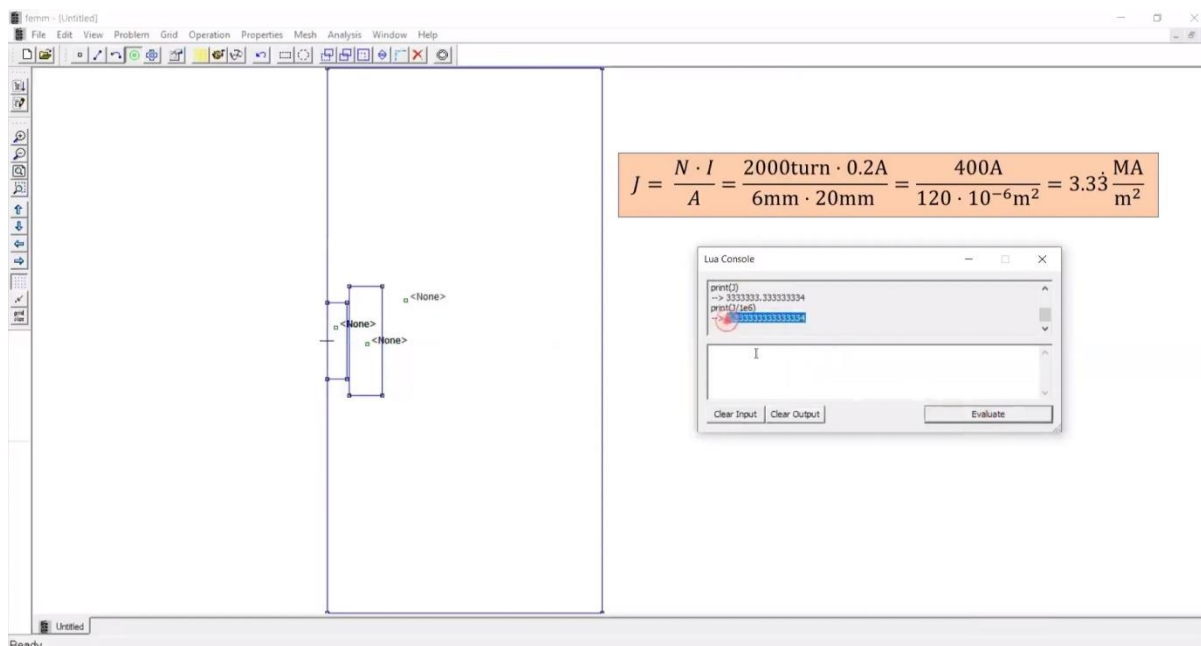 femm - [Untitled]
File Edit View Problem Grid Operation Properties Mesh Analysis Window Help
J = N · I / A = 2000turn · 0.2A / 6mm · 20mm = 400A / 120 · 10⁻⁶m² = 3.33̇ MA / m²
Lua Console
print(J)
--> 3333333.333333334
print(J/1e6)
<None>
<None>
<None>
Clear Input Clear Output Evaluate
Untitled
Ready